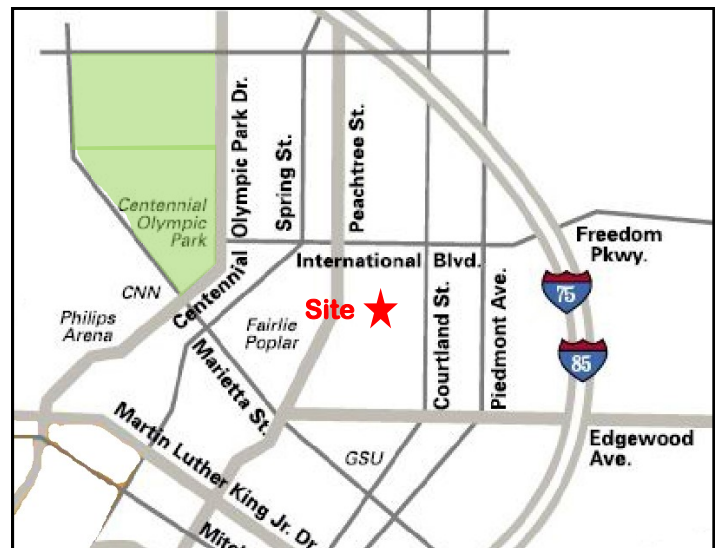 Centennial
Olympic
Park
Centennial Olympic Park Dr.
Spring St.
Peachtree St.
Freedom
Pkwy.
International Blvd.
CNN
75
Philips
Arena
Fairlie
Poplar
Site
Courtland St.
Piedmont Ave.
85
Marietta St.
Martin Luther King Jr. Dr.
Edgewood
Ave.
GSU